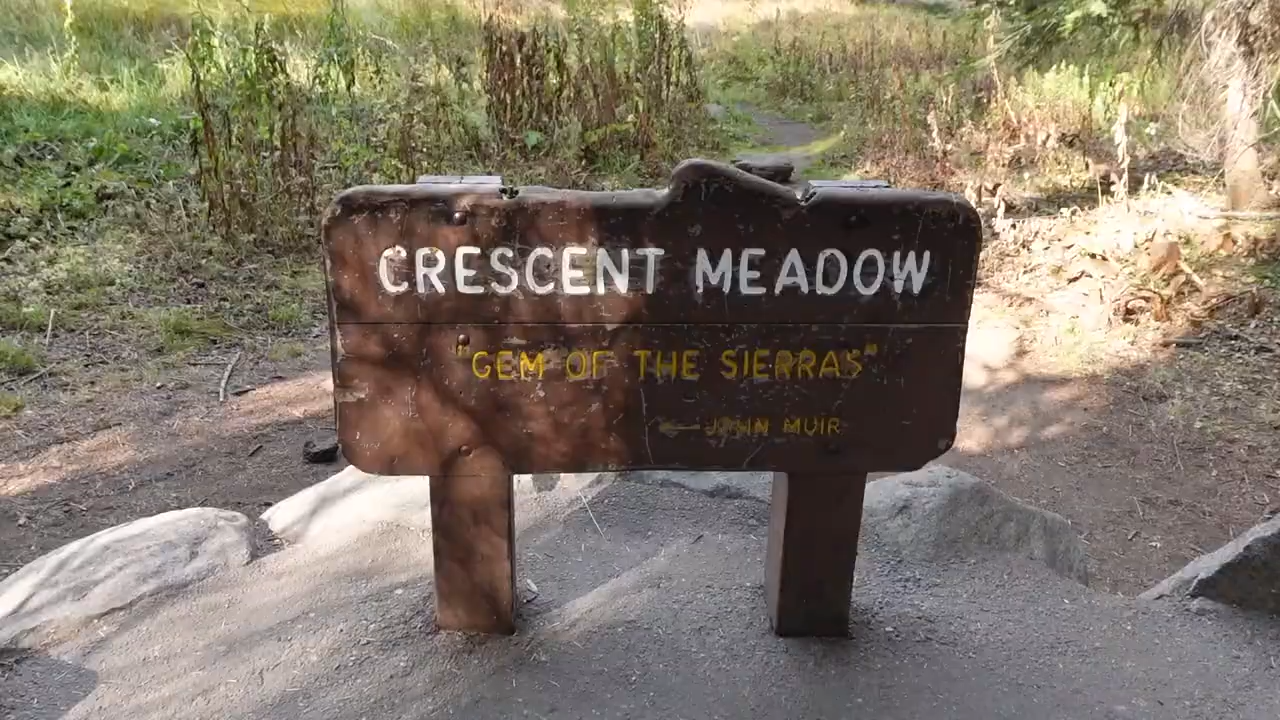 CRESCENT MEADOW
"GEM OF THE SIERRAS"
— JOHN MUIR